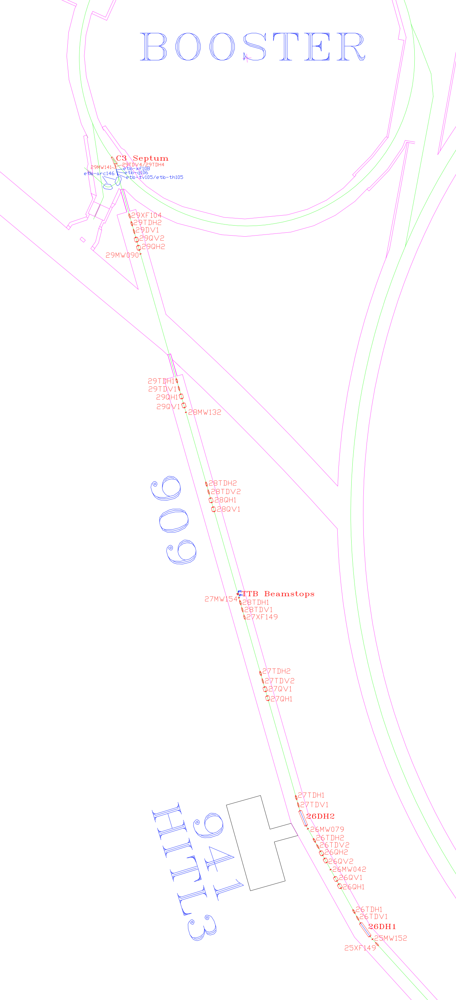 BOOSTER
C3 Septum
29TDV4/29TDH4
29MW141
etb-xf108
etb-q106
etb-arc146
etb-tv105/etb-th105
29XF104
29TDH2
29DV1
29QV2
29QH2
29MW090
29TDH1
29TDV1
29QH1
29QV1
28MW132
28TDH2
28TDV2
28QH1
28QV1
909
#2
TTB Beamstops
#1
27MW154
28TDH1
28TDV1
27XF149
27TDH2
27TDV2
27QV1
27QH1
27TDH1
27TDV1
26DH2
26MW079
26TDH2
26TDV2
26QH2
26QV2
26MW042
26QV1
26QH1
941
HITL3
26TDH1
26TDV1
26DH1
25MW152
25XF149